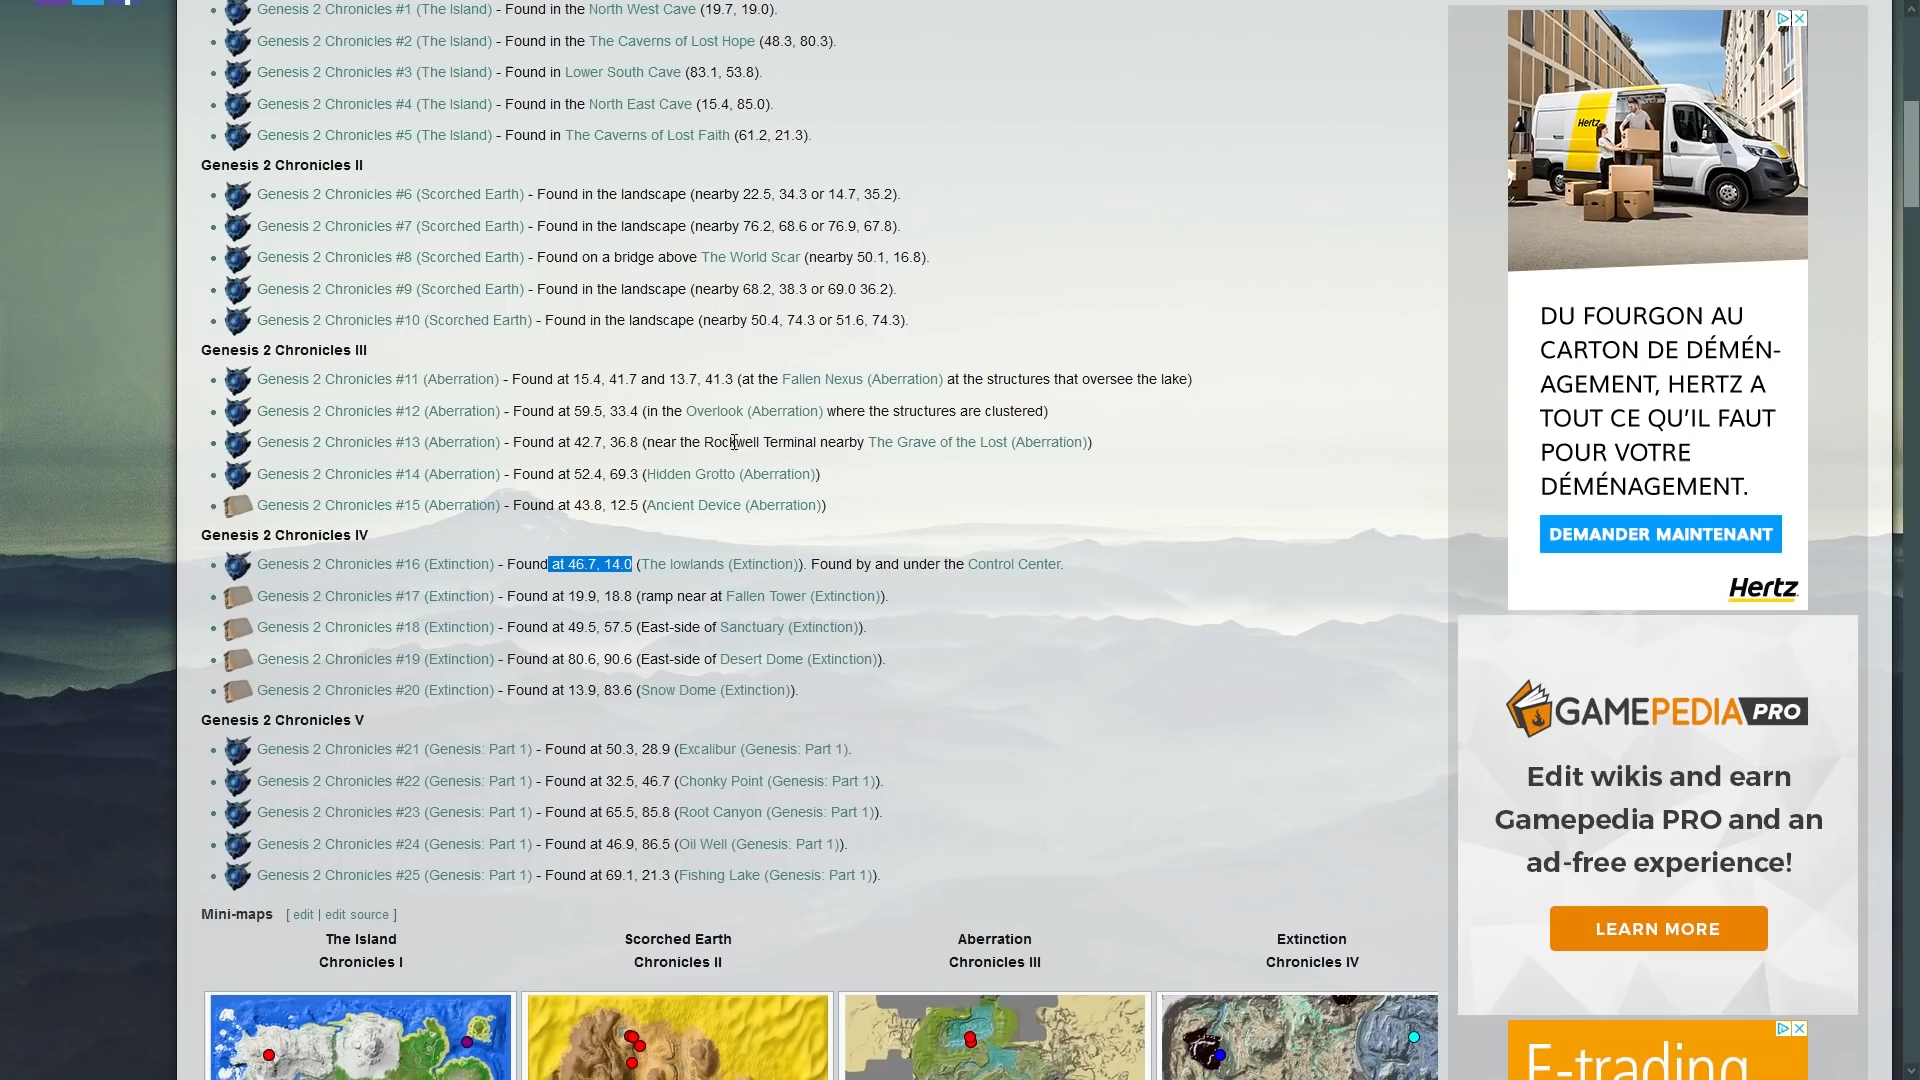 Genesis 2 Chronicles #1 (The Island) - Found in the North West Cave (19.7, 19.0).
Genesis 2 Chronicles #2 (The Island) - Found in the The Caverns of Lost Hope (48.3, 80.3).
Genesis 2 Chronicles #3 (The Island) - Found in Lower South Cave (83.1, 53.8).
Genesis 2 Chronicles #4 (The Island) - Found in the North East Cave (15.4, 85.0).
Genesis 2 Chronicles #5 (The Island) - Found in The Caverns of Lost Faith (61.2, 21.3).
Genesis 2 Chronicles II
Genesis 2 Chronicles #6 (Scorched Earth) - Found in the landscape (nearby 22.5, 34.3 or 14.7, 35.2).
Genesis 2 Chronicles #7 (Scorched Earth) - Found in the landscape (nearby 76.2, 68.6 or 76.9, 67.8).
Genesis 2 Chronicles #8 (Scorched Earth) - Found on a bridge above The World Scar (nearby 50.1, 16.8).
Genesis 2 Chronicles #9 (Scorched Earth) - Found in the landscape (nearby 68.2, 38.3 or 69.0 36.2).
Genesis 2 Chronicles #10 (Scorched Earth) - Found in the landscape (nearby 50.4, 74.3 or 51.6, 74.3).
Genesis 2 Chronicles III
Genesis 2 Chronicles #11 (Aberration) - Found at 15.4, 41.7 and 13.7, 41.3 (at the Fallen Nexus (Aberration) at the structures that oversee the lake)
Genesis 2 Chronicles #12 (Aberration) - Found at 59.5, 33.4 (in the Overlook (Aberration) where the structures are clustered)
Genesis 2 Chronicles #13 (Aberration) - Found at 42.7, 36.8 (near the Rockwell Terminal nearby The Grave of the Lost (Aberration))
Genesis 2 Chronicles #14 (Aberration) - Found at 52.4, 69.3 (Hidden Grotto (Aberration))
Genesis 2 Chronicles #15 (Aberration) - Found at 43.8, 12.5 (Ancient Device (Aberration))
Genesis 2 Chronicles IV
Genesis 2 Chronicles #16 (Extinction) - Found at 46.7, 14.0 (The lowlands (Extinction)). Found by and under the Control Center.
Genesis 2 Chronicles #17 (Extinction) - Found at 19.9, 18.8 (ramp near at Fallen Tower (Extinction)).
Genesis 2 Chronicles #18 (Extinction) - Found at 49.5, 57.5 (East-side of Sanctuary (Extinction)).
Genesis 2 Chronicles #19 (Extinction) - Found at 80.6, 90.6 (East-side of Desert Dome (Extinction)).
Genesis 2 Chronicles #20 (Extinction) - Found at 13.9, 83.6 (Snow Dome (Extinction)).
Genesis 2 Chronicles V
Genesis 2 Chronicles #21 (Genesis: Part 1) - Found at 50.3, 28.9 (Excalibur (Genesis: Part 1).
Genesis 2 Chronicles #22 (Genesis: Part 1) - Found at 32.5, 46.7 (Chonky Point (Genesis: Part 1)).
Genesis 2 Chronicles #23 (Genesis: Part 1) - Found at 65.5, 85.8 (Root Canyon (Genesis: Part 1)).
Genesis 2 Chronicles #24 (Genesis: Part 1) - Found at 46.9, 86.5 (Oil Well (Genesis: Part 1)).
Genesis 2 Chronicles #25 (Genesis: Part 1) - Found at 69.1, 21.3 (Fishing Lake (Genesis: Part 1)).
Mini-maps [ edit | edit source ]
The Island
Chronicles I
Scorched Earth
Chronicles II
Aberration
Chronicles III
Extinction
Chronicles IV
Hertz
DU FOURGON AU
CARTON DE DÉMÉN-
AGEMENT, HERTZ A
TOUT CE QU'IL FAUT
POUR VOTRE
DÉMÉNAGEMENT.
DEMANDER MAINTENANT
Hertz
GAMEPEDIA PRO
Edit wikis and earn
Gamepedia PRO and an
ad-free experience!
LEARN MORE
E-trading